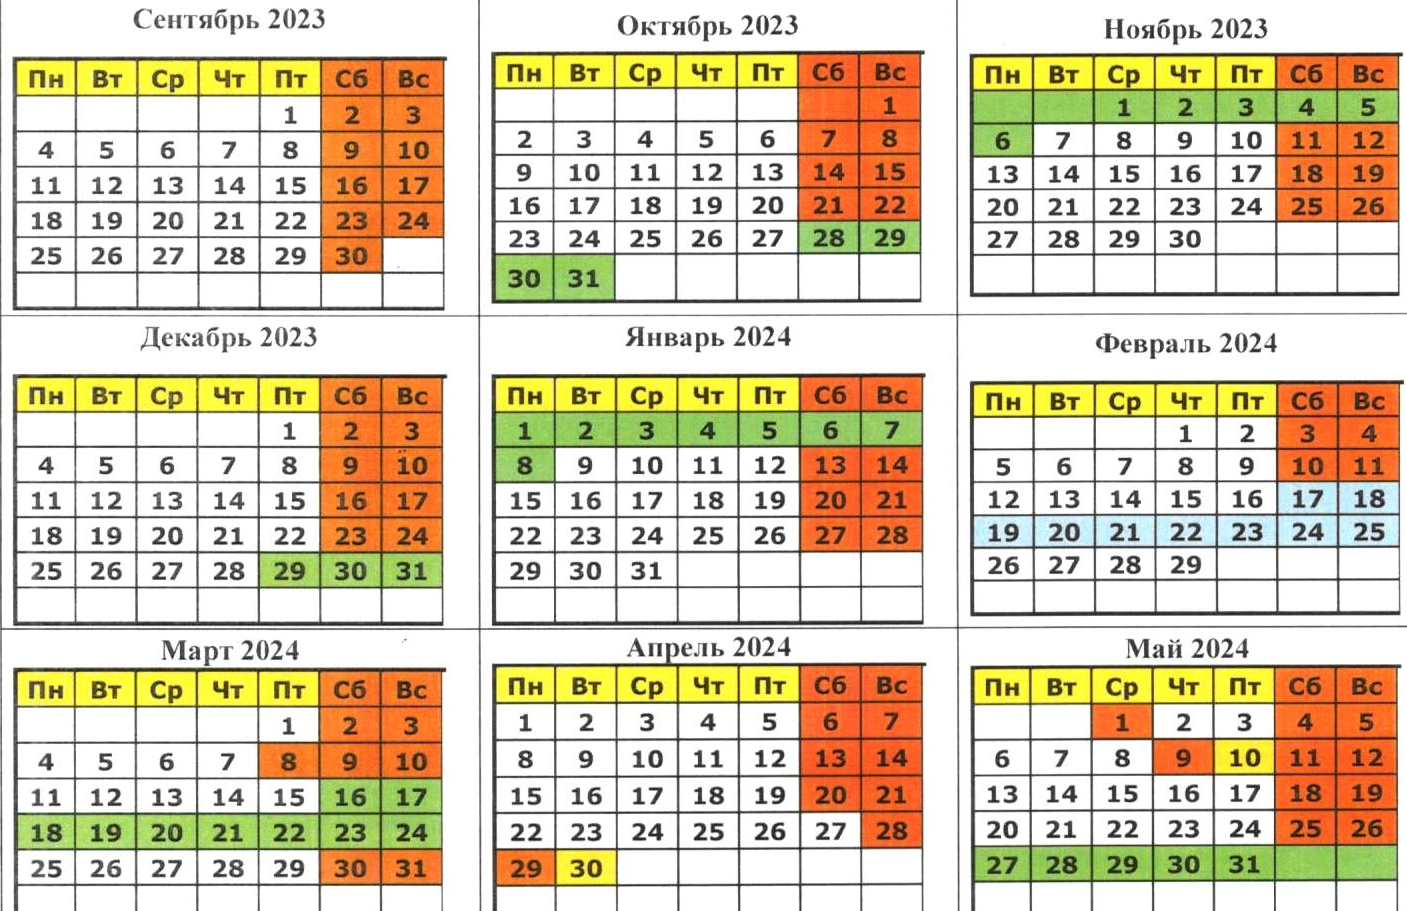 Сентябрь 2023
Пн Вт Ср Чт Пт Сб Вс
1 2 3
4 5 6 7 8 9 10
11 12 13 14 15 16 17
18 19 20 21 22 23 24
25 26 27 28 29 30
Октябрь 2023
Пн Вт Ср Чт Пт Сб Вс
1
2 3 4 5 6 7 8
9 10 11 12 13 14 15
16 17 18 19 20 21 22
23 24 25 26 27 28 29
30 31
Ноябрь 2023
Пн Вт Ср Чт Пт Сб Вс
1 2 3 4 5
6 7 8 9 10 11 12
13 14 15 16 17 18 19
20 21 22 23 24 25 26
27 28 29 30
Декабрь 2023
Пн Вт Ср Чт Пт Сб Вс
1 2 3
4 5 6 7 8 9 10
11 12 13 14 15 16 17
18 19 20 21 22 23 24
25 26 27 28 29 30 31
Январь 2024
Пн Вт Ср Чт Пт Сб Вс
1 2 3 4 5 6 7
8 9 10 11 12 13 14
15 16 17 18 19 20 21
22 23 24 25 26 27 28
29 30 31
Февраль 2024
Пн Вт Ср Чт Пт Сб Вс
1 2 3 4
5 6 7 8 9 10 11
12 13 14 15 16 17 18
19 20 21 22 23 24 25
26 27 28 29
Март 2024
Пн Вт Ср Чт Пт Сб Вс
1 2 3
4 5 6 7 8 9 10
11 12 13 14 15 16 17
18 19 20 21 22 23 24
25 26 27 28 29 30 31
Апрель 2024
Пн Вт Ср Чт Пт Сб Вс
1 2 3 4 5 6 7
8 9 10 11 12 13 14
15 16 17 18 19 20 21
22 23 24 25 26 27 28
29 30
Май 2024
Пн Вт Ср Чт Пт Сб Вс
1 2 3 4 5
6 7 8 9 10 11 12
13 14 15 16 17 18 19
20 21 22 23 24 25 26
27 28 29 30 31